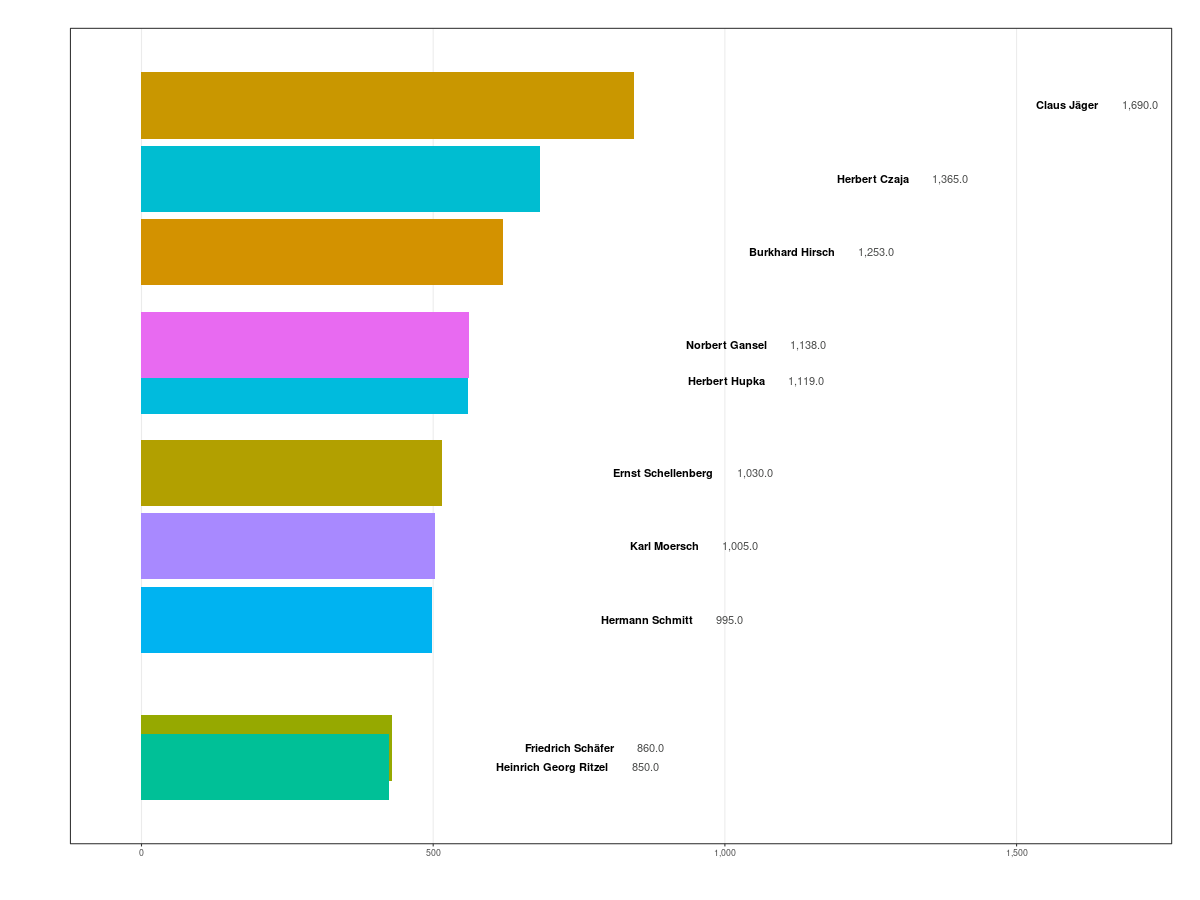 Claus Jäger 1,690.0
Herbert Czaja 1,365.0
Burkhard Hirsch 1,253.0
Norbert Gansel 1,138.0
Herbert Hupka 1,119.0
Ernst Schellenberg 1,030.0
Karl Moersch 1,005.0
Hermann Schmitt 995.0
Friedrich Schäfer 860.0
Heinrich Georg Ritzel 850.0
0 500 1,000 1,500